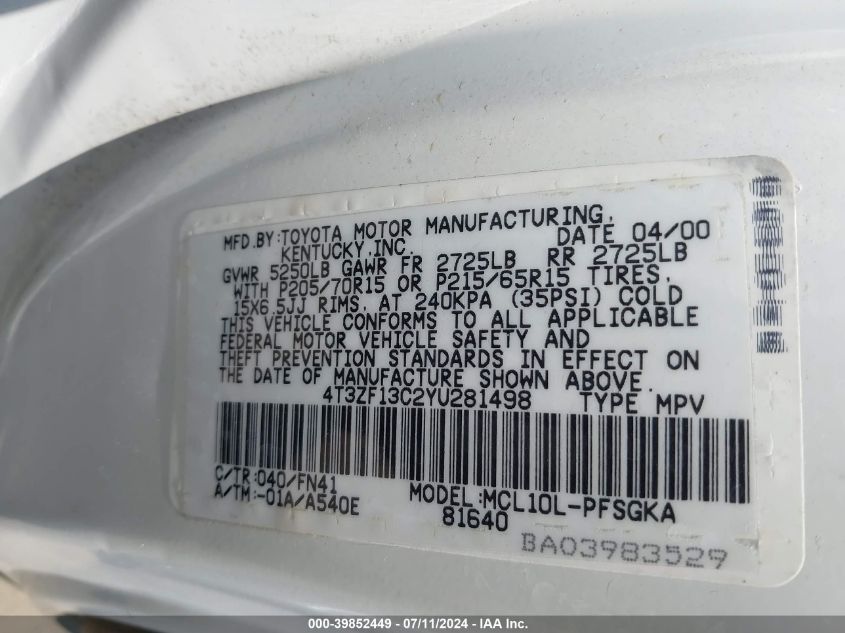 MFD.BY:TOYOTA MOTOR MANUFACTURING,
KENTUCKY,INC. DATE 04/00
GVWR 5250LB GAWR FR 2725LB RR 2725LB
WITH P205/70R15 OR P215/65R15 TIRES,
15X6.5JJ RIMS, AT 240KPA (35PSI) COLD
THIS VEHICLE CONFORMS TO ALL APPLICABLE
FEDERAL MOTOR VEHICLE SAFETY AND
THEFT PREVENTION STANDARDS IN EFFECT ON
THE DATE OF MANUFACTURE SHOWN ABOVE.
4T3ZF13C2YU281498 TYPE MPV
C/TR:040/FN41 MODEL:MCL10L-PFSGKA
A/TM:-01A/A540E 81640
BA03983529
000-39852449 - 07/11/2024 - IAA Inc.